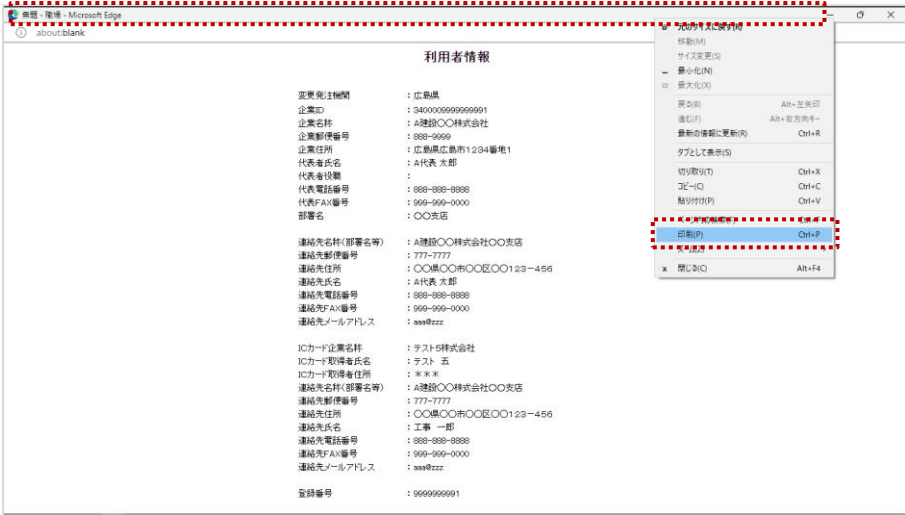 無題 - 職場 - Microsoft Edge
about:blank
利用者情報
変更発注機関 : 広島県
企業ID : 3400009999999991
企業名称 : A建設〇〇株式会社
企業郵便番号 : 888-9999
企業住所 : 広島県広島市1234番地1
代表者氏名 : A代表 太郎
代表者役職 :
代表電話番号 : 888-888-8888
代表FAX番号 : 999-999-0000
部署名 : 〇〇支店
連絡先名称(部署名等) : A建設〇〇株式会社〇〇支店
連絡先郵便番号 : 777-7777
連絡先住所 : 〇〇県〇〇市〇〇区〇〇123-456
連絡先氏名 : A代表 太郎
連絡先電話番号 : 888-888-8888
連絡先FAX番号 : 999-999-0000
連絡先メールアドレス : aaa@zzz
ICカード企業名称 : テスト5株式会社
ICカード取得者氏名 : テスト 五
ICカード取得者住所 : ***
連絡先名称(部署名等) : A建設〇〇株式会社〇〇支店
連絡先郵便番号 : 777-7777
連絡先住所 : 〇〇県〇〇市〇〇区〇〇123-456
連絡先氏名 : 工事 一郎
連絡先電話番号 : 888-888-8888
連絡先FAX番号 : 999-999-0000
連絡先メールアドレス : aaa@zzz
登録番号 : 9999999991
元のサイズに戻す(R)
移動(M)
サイズ変更(S)
最小化(N)
最大化(X)
戻る(B) Alt+左矢印
進む(F) Alt+右方向キー
最新の情報に更新(R) Ctrl+R
タブとして表示(S)
切り取り(T) Ctrl+X
コピー(C) Ctrl+C
貼り付け(P) Ctrl+V
印刷(P) Ctrl+P
閉じる(C) Alt+F4